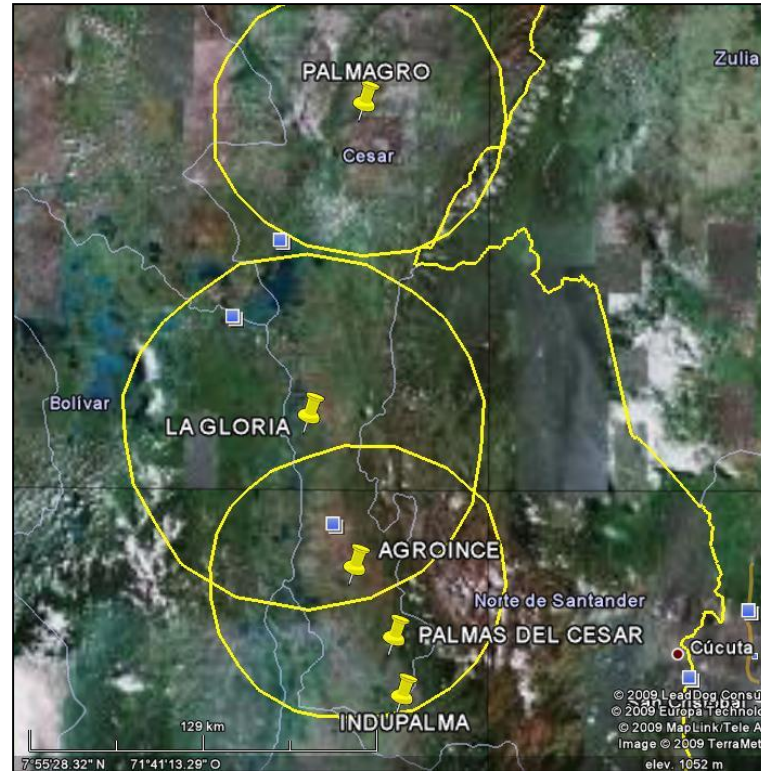 PALMAGRO
Zulia
Cesar
Bolívar
LA GLORIA
AGROINCE
Norte de Santander
PALMAS DEL CESAR
Cúcuta
INDUPALMA
San Cristóbal
129 km
© 2009 LeadDog Consu
© 2009 Europa Technolo
© 2009 MapLink/Tele A
Image © 2009 TerraMet
7°55'28.32" N 71°41'13.29" O
elev. 1052 m